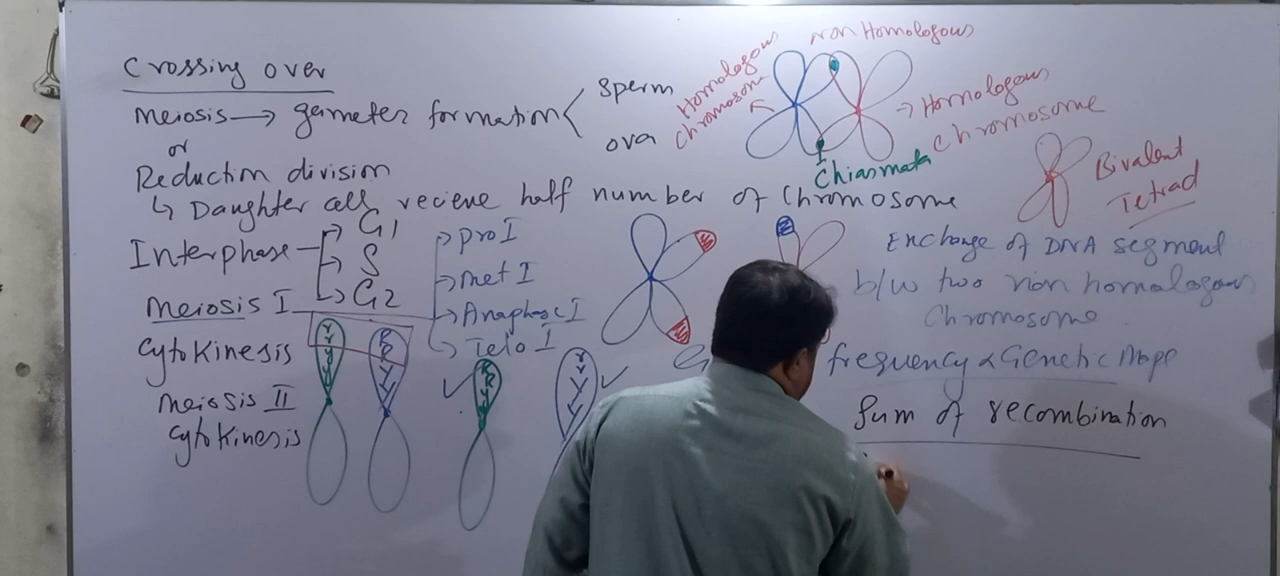 Crossing over
Meiosis → gameter formation
sperm
ova
or
Reduction division
↳ Daughter cells recieve half number of Chromosome
Interphase
G1
S
G2
Meiosis I
pro I
met I
Anaphase I
Telo I
Cytokinesis
Meiosis II
Cytokinesis
Homologous
Chromosome
non Homologous
→ Homologous
Chromosome
Chiasmata
Bivalent
Tetrad
Exchange of DNA segment
b/w two non homologous
Chromosome
frequency α Genetic Mape
Sum of recombination